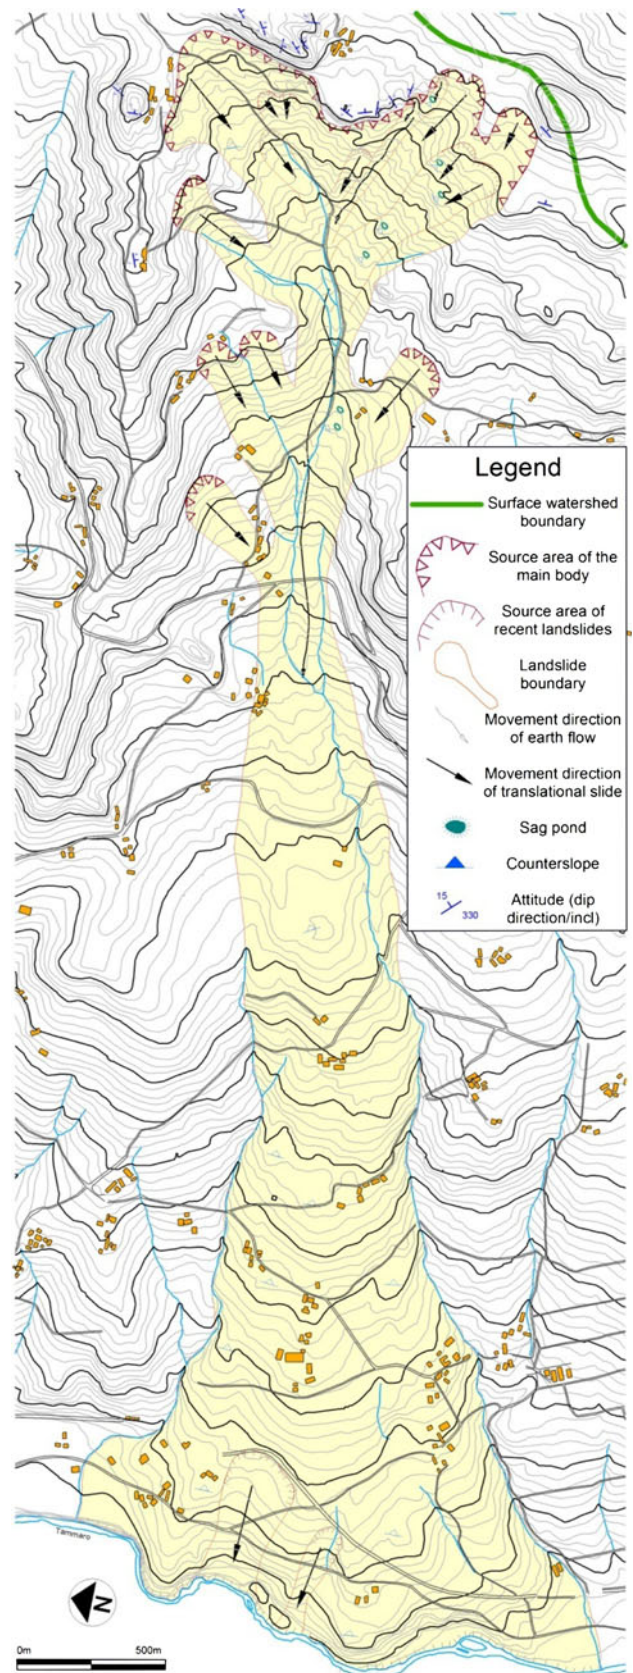 Legend
Surface watershed
boundary
Source area of the
main body
Source area of
recent landslides
Landslide
boundary
Movement direction
of earth flow
Movement direction
of translational slide
Sag pond
Counterslope
15
330
Attitude (dip
direction/incl)
Tammaro
N
0m 500m